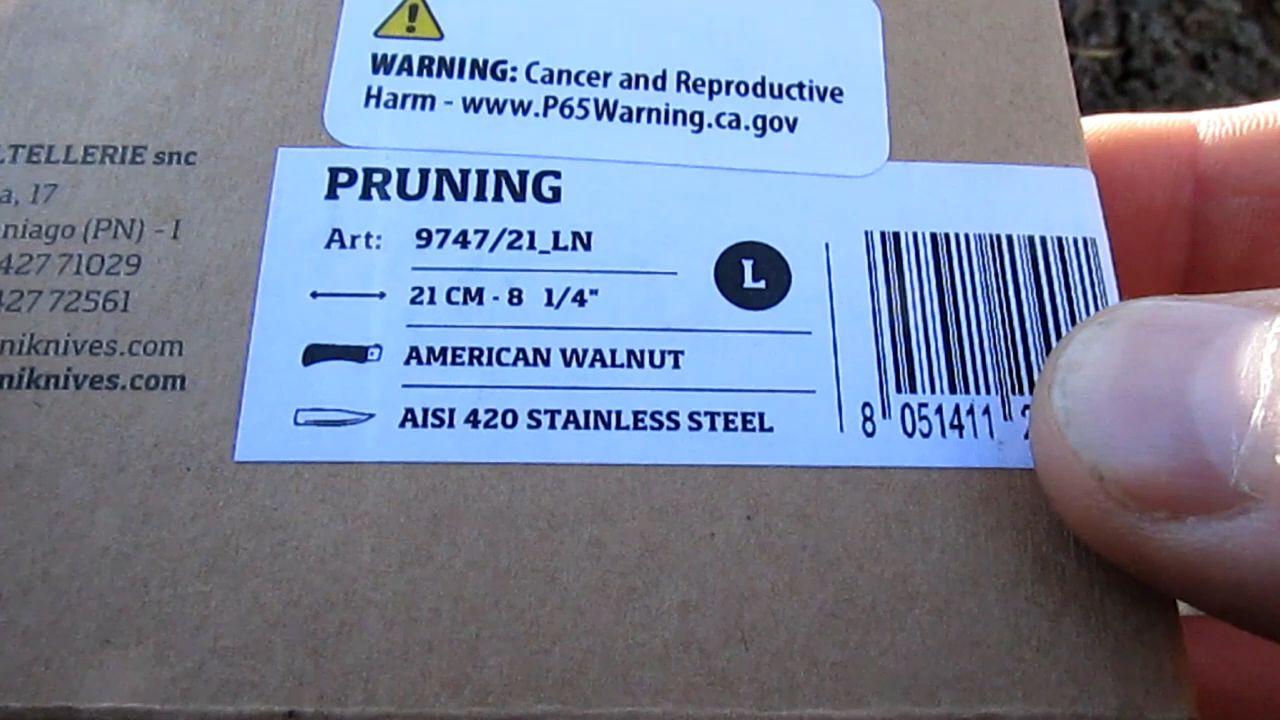 WARNING: Cancer and Reproductive
Harm - www.P65Warning.ca.gov
LTELLERIE snc
a, 17
niago (PN) - I
427 71029
427 72561
niknives.com
niknives.com
PRUNING
Art: 9747/21_LN
L
21 CM - 8 1/4"
AMERICAN WALNUT
AISI 420 STAINLESS STEEL
8 051411 2